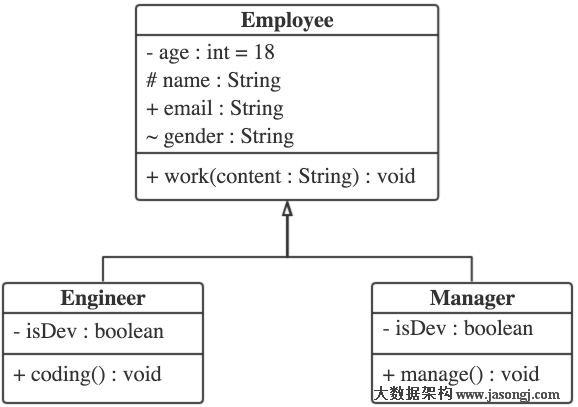 Employee
- age : int = 18
# name : String
+ email : String
~ gender : String
+ work(content : String) : void
Engineer
- isDev : boolean
+ coding() : void
Manager
- isDev : boolean
+ manage() : void
大数据架构 www.jasongj.com